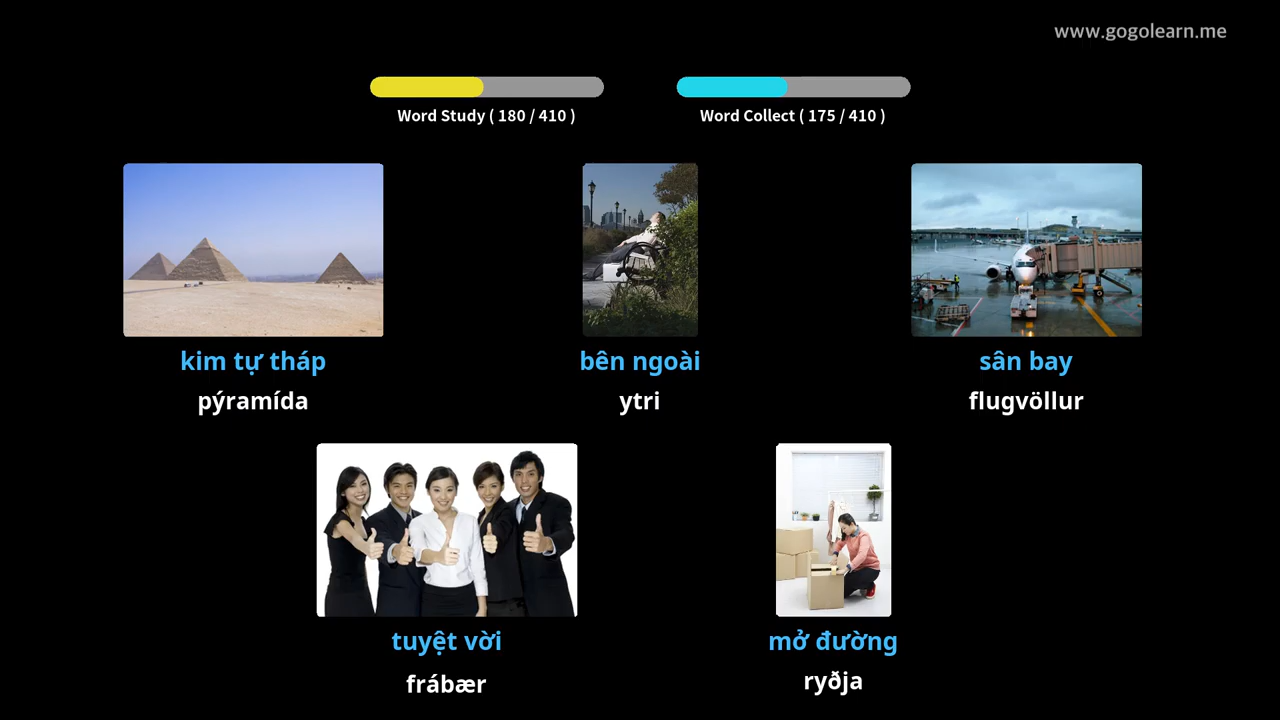 www.gogolearn.me
Word Study ( 180 / 410 )
Word Collect ( 175 / 410 )
kim tự tháp
pýramída
bên ngoài
ytri
sân bay
flugvöllur
tuyệt vời
frábær
mở đường
ryðja